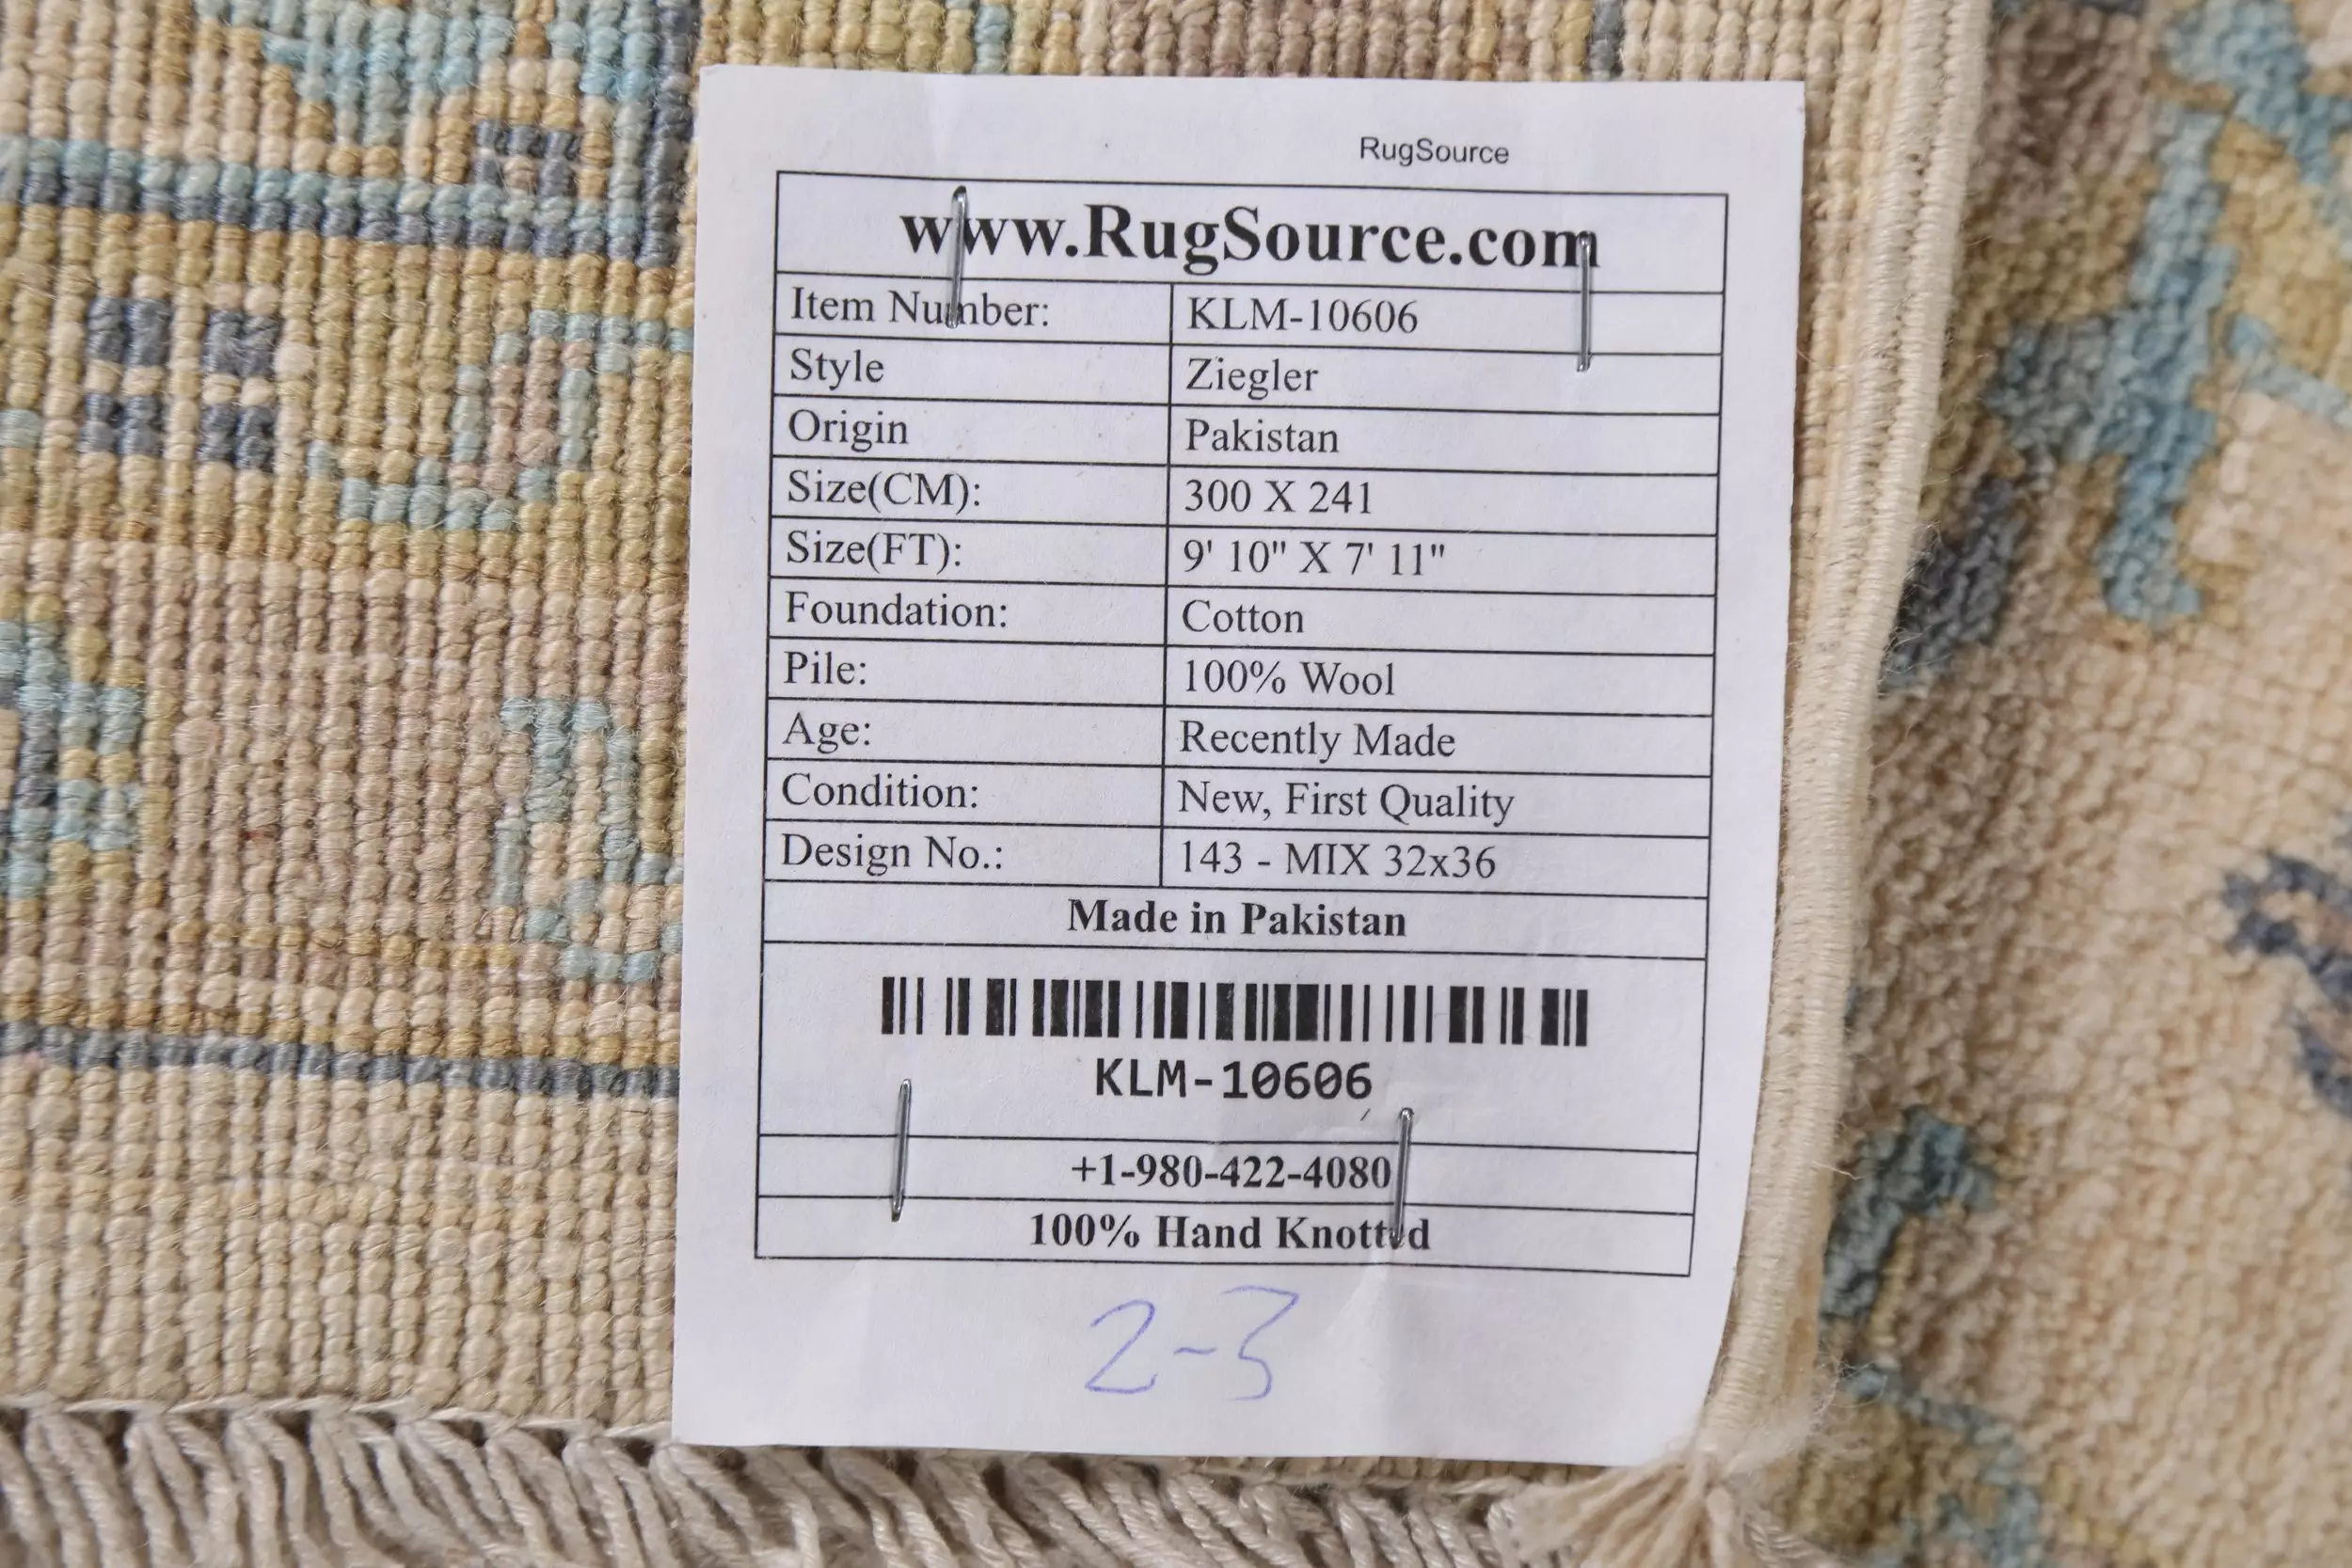 RugSource
www.RugSource.com
Item Number: KLM-10606
Style Ziegler
Origin Pakistan
Size(CM): 300 X 241
Size(FT): 9' 10" X 7' 11"
Foundation: Cotton
Pile: 100% Wool
Age: Recently Made
Condition: New, First Quality
Design No.: 143 - MIX 32x36
Made in Pakistan
KLM-10606
+1-980-422-4080
100% Hand Knotted
2-3